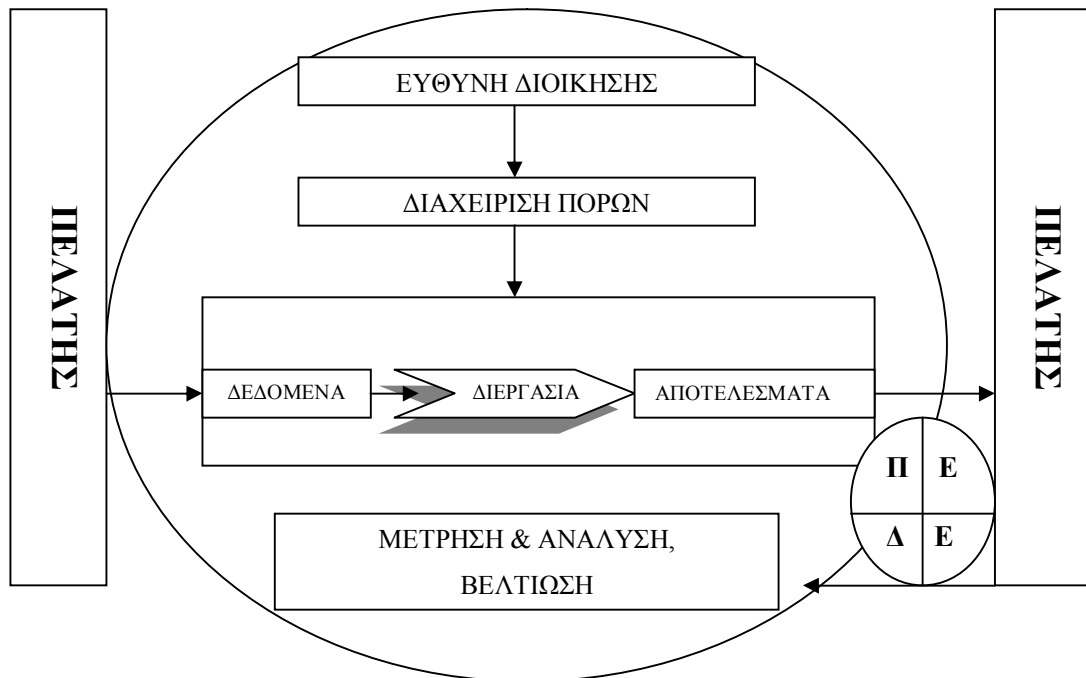 ΕΥΘΥΝΗ ΔΙΟΙΚΗΣΗΣ
ΔΙΑΧΕΙΡΙΣΗ ΠΟΡΩΝ
ΠΕΛΑΤΗΣ
ΠΕΛΑΤΗΣ
ΔΕΔΟΜΕΝΑ
ΔΙΕΡΓΑΣΙΑ
ΑΠΟΤΕΛΕΣΜΑΤΑ
Π Ε
Δ Ε
ΜΕΤΡΗΣΗ & ΑΝΑΛΥΣΗ,
ΒΕΛΤΙΩΣΗ